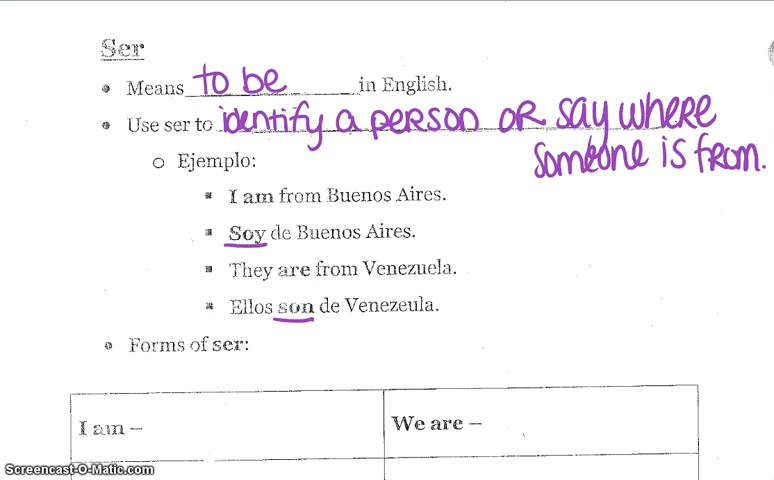 Ser
• Means to be in English.
• Use ser to identify a person OR say where
someone is from.
o Ejemplo:
▪ I am from Buenos Aires.
▪ Soy de Buenos Aires.
▪ They are from Venezuela.
▪ Ellos son de Venezeula.
• Forms of ser:
I am –
We are –
Screencast-O-Matic.com